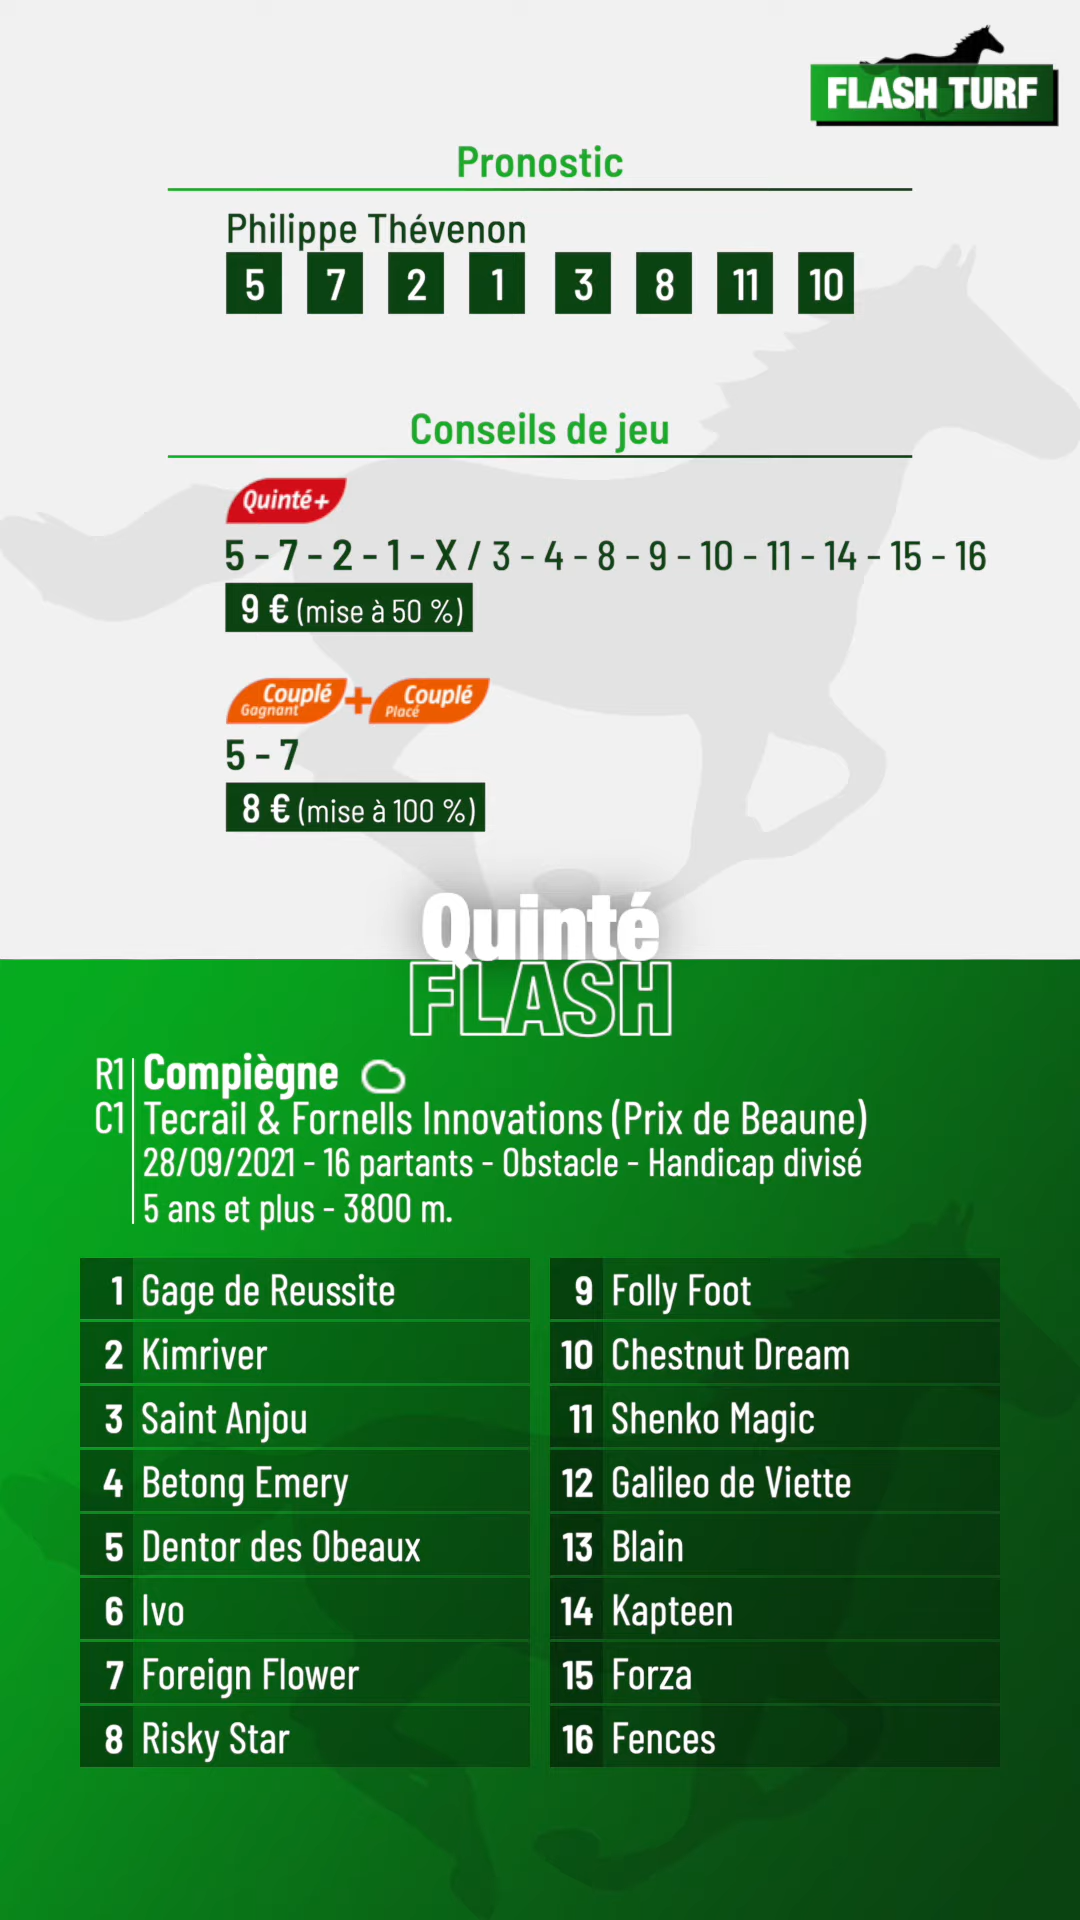 FLASH TURF
Pronostic
Philippe Thévenon
5 7 2 1 3 8 11 10
Conseils de jeu
Quinté+
5 - 7 - 2 - 1 - X / 3 - 4 - 8 - 9 - 10 - 11 - 14 - 15 - 16
9 € (mise à 50 %)
Couplé Gagnant + Couplé Placé
5 - 7
8 € (mise à 100 %)
Quinté
FLASH
R1 Compiègne
C1 Tecrail & Fornells Innovations (Prix de Beaune)
28/09/2021 - 16 partants - Obstacle - Handicap divisé
5 ans et plus - 3800 m.
1 Gage de Reussite
2 Kimriver
3 Saint Anjou
4 Betong Emery
5 Dentor des Obeaux
6 Ivo
7 Foreign Flower
8 Risky Star
9 Folly Foot
10 Chestnut Dream
11 Shenko Magic
12 Galileo de Viette
13 Blain
14 Kapteen
15 Forza
16 Fences